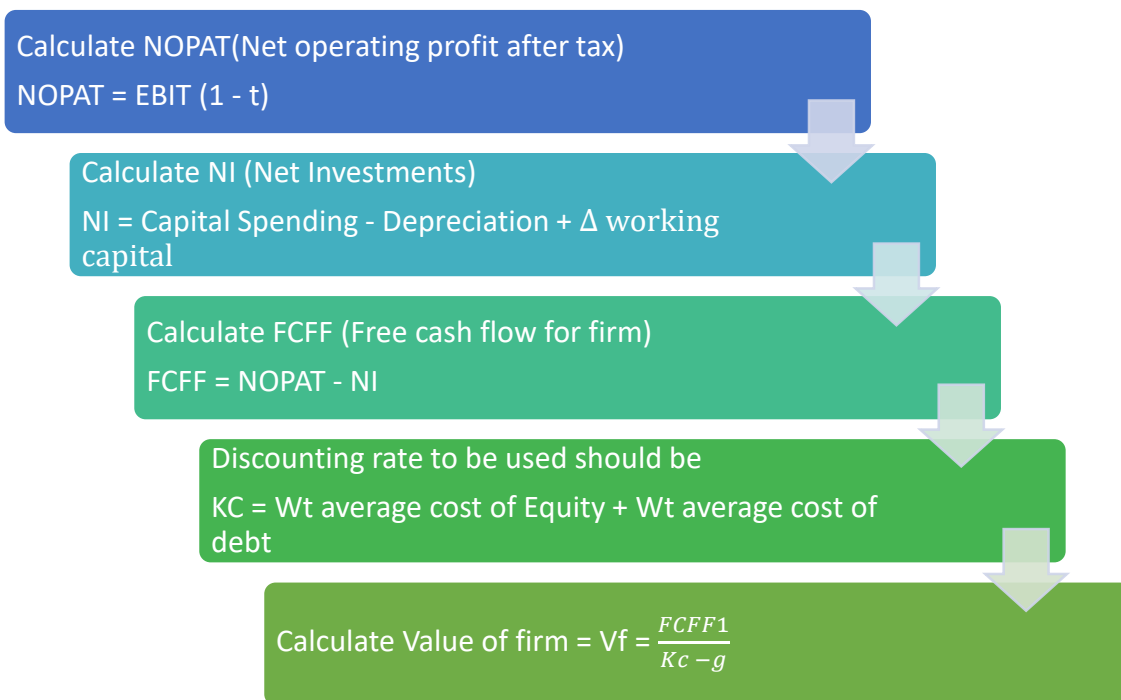 Calculate NOPAT(Net operating profit after tax)
NOPAT = EBIT (1 - t)
Calculate NI (Net Investments)
NI = Capital Spending - Depreciation + Δ working
capital
Calculate FCFF (Free cash flow for firm)
FCFF = NOPAT - NI
Discounting rate to be used should be
KC = Wt average cost of Equity + Wt average cost of
debt
Calculate Value of firm = Vf = FCFF1 / Kc − g